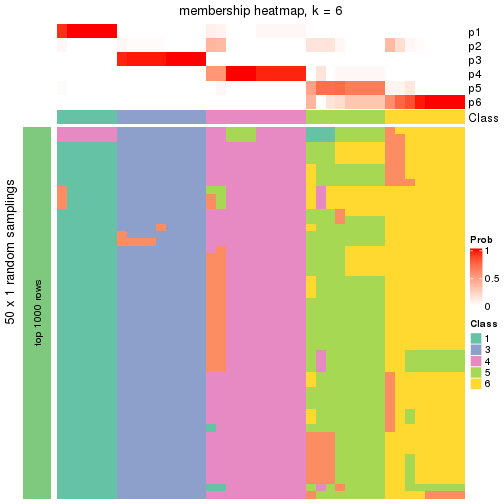 membership heatmap, k = 6
p1
p2
p3
p4
p5
p6
Class
50 x 1 random samplings
top 1000 rows
Prob
1
0.5
0
Class
1
3
4
5
6